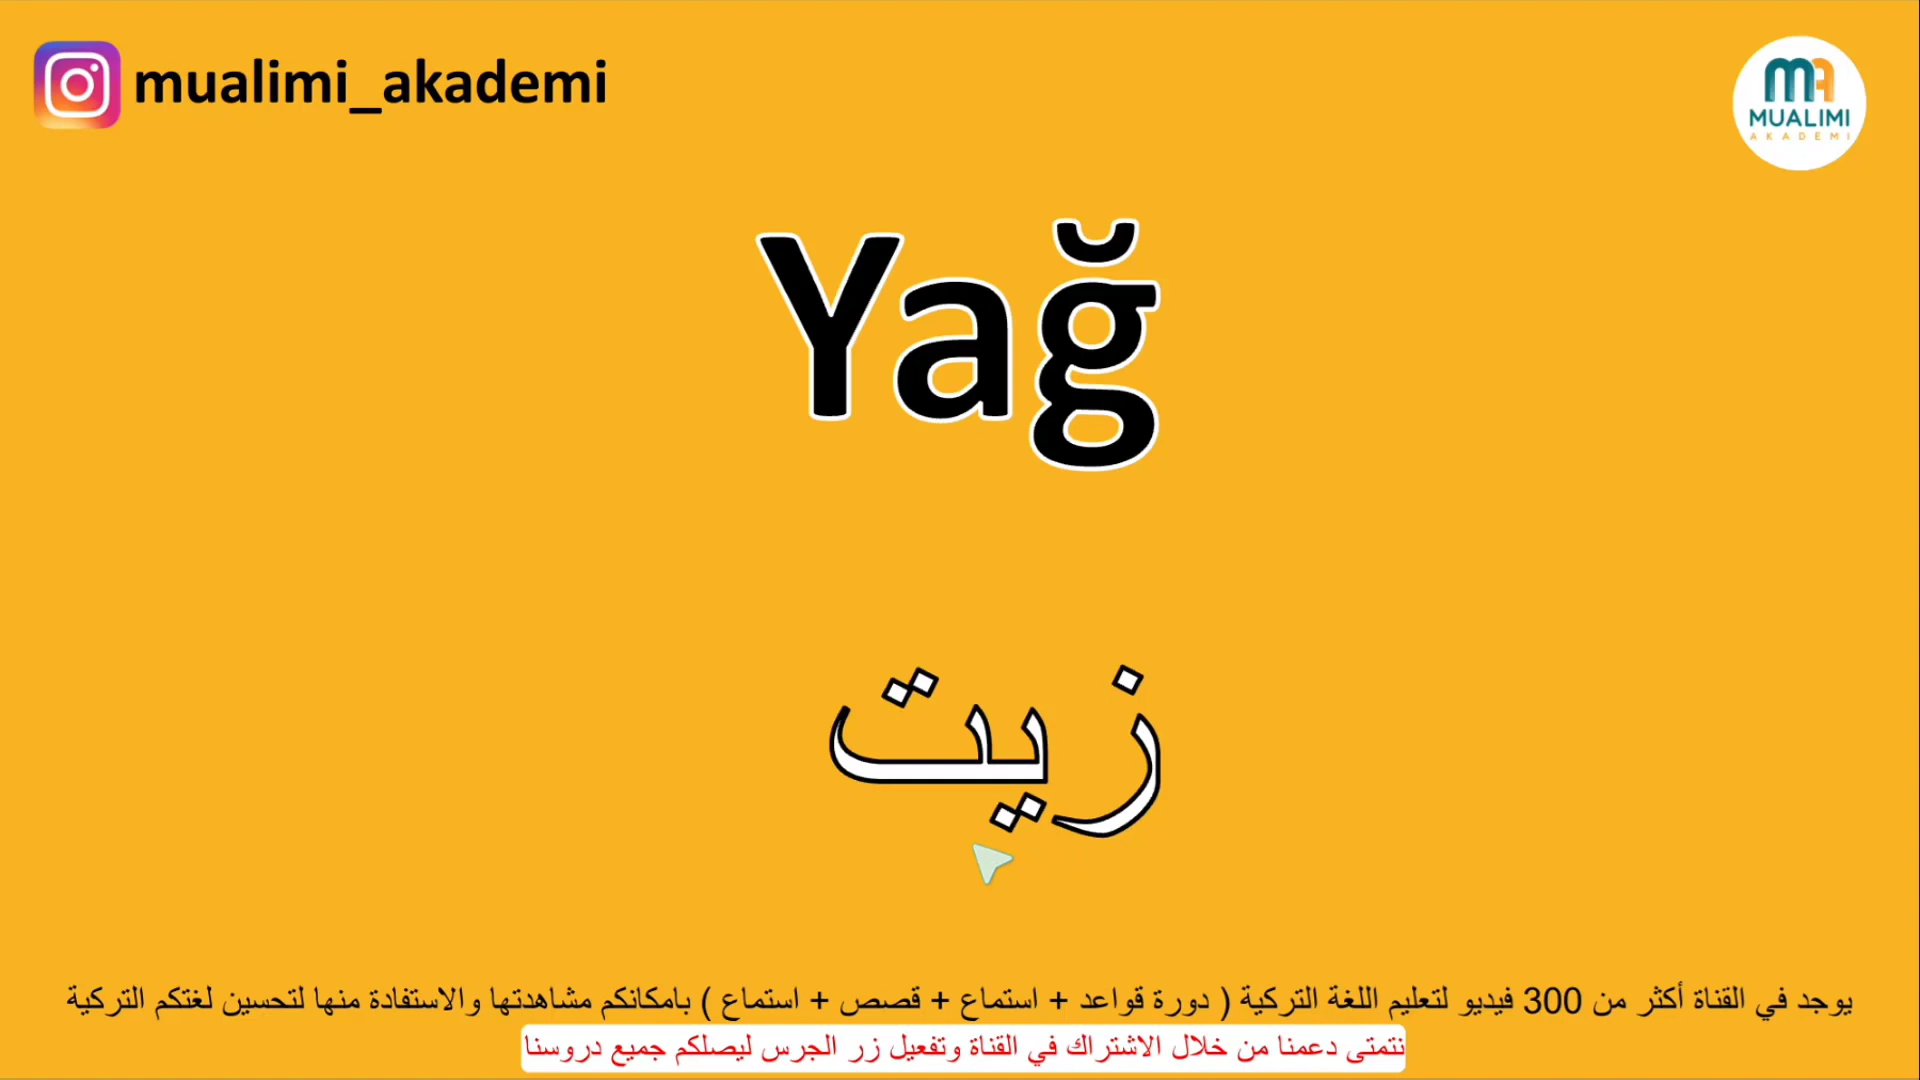 mualimi_akademi
MA
MUALIMI
AKADEMI
Yağ
زيت
يوجد في القناة أكثر من 300 فيديو لتعليم اللغة التركية ( دورة قواعد + استماع + قصص + استماع ) بامكانكم مشاهدتها والاستفادة منها لتحسين لغتكم التركية
نتمتى دعمنا من خلال الاشتراك في القناة وتفعيل زر الجرس ليصلكم جميع دروسنا